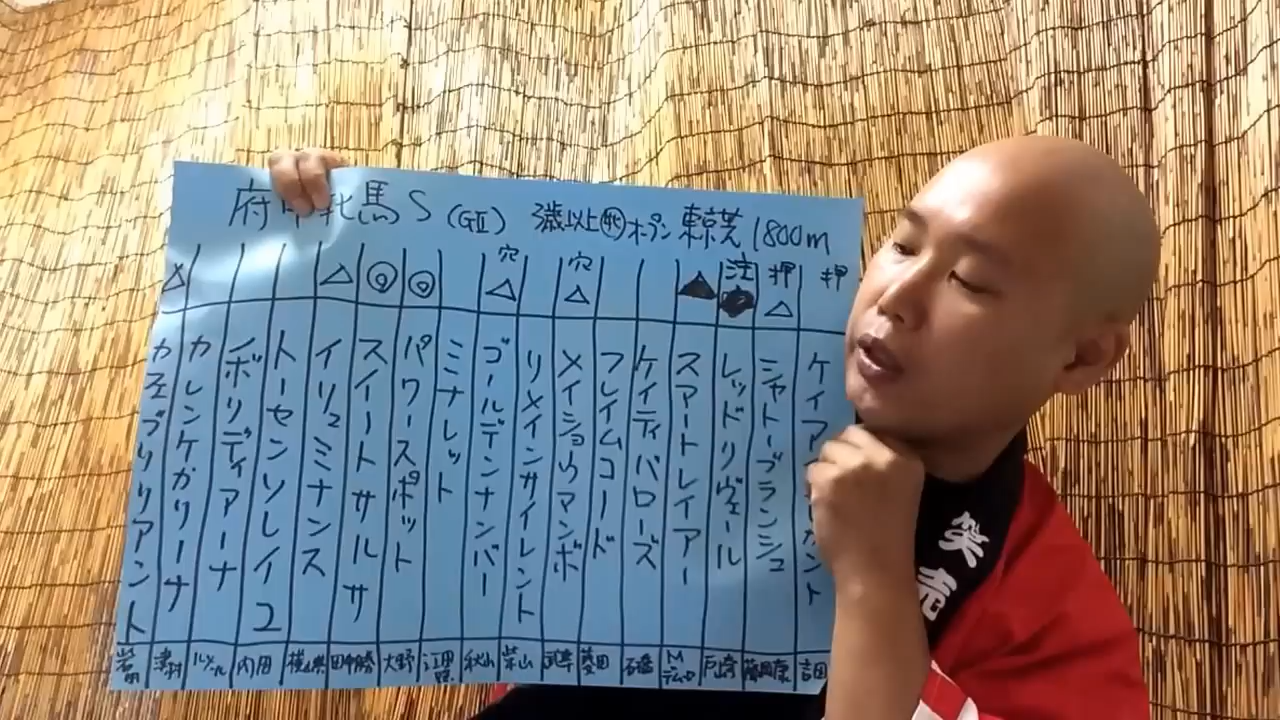 府中牝馬S (GⅡ) 3歳以上㊝オープン 東京芝1800m
押
押 △
注
▲
穴 △
穴 △
◎
◎
△
×
ケイア
シャトーブランシュ
レッドリヴェール
スマートレイアー
ケイティバローズ
フレイムコード
メイショウマンボ
リメインサイレント
ゴールデンナンバー
ミナレット
パワースポット
スイートサルサ
イリュミナンス
トーセンソレイユ
ノボリディアーナ
カレンケカリーナ
カフェブリリアント
吉田
藤岡康
戸崎
Mデムーロ
石橋
菱田
武幸
柴山
秋山
江田照
大野
田中勝
横山典
内田
ルメール
津村
岩田
笑売